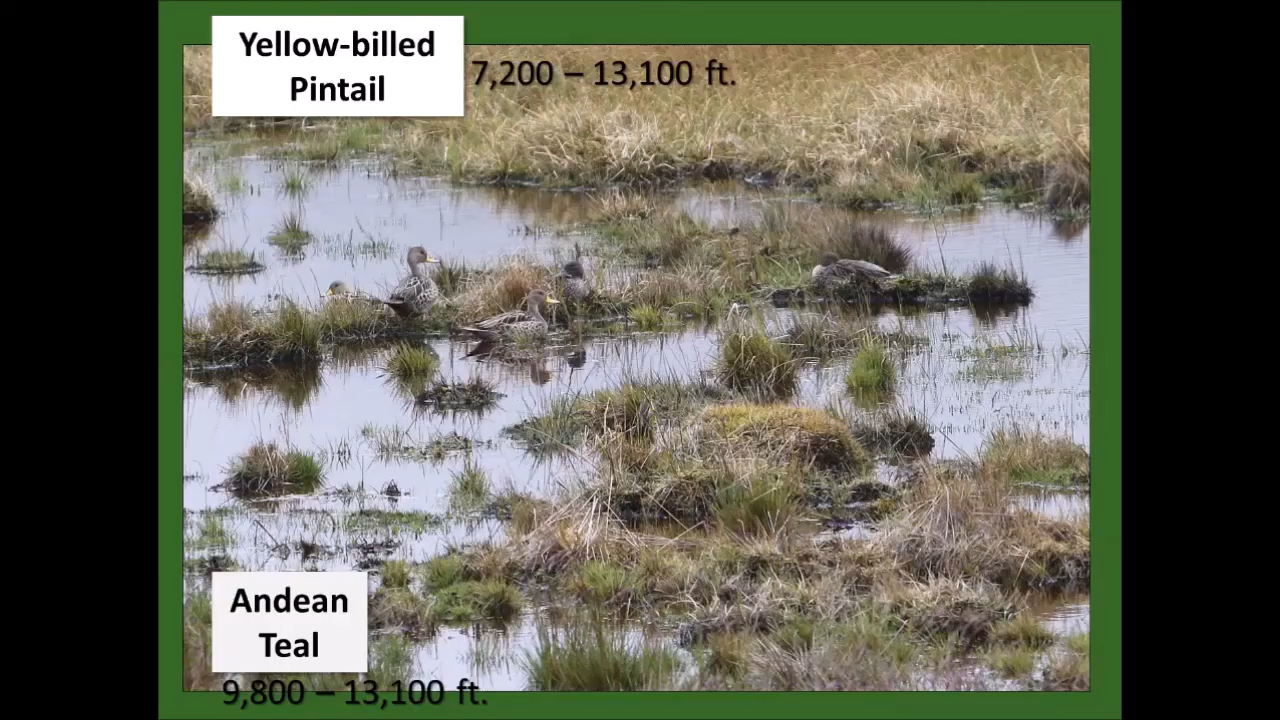 Yellow-billed
Pintail
7,200 – 13,100 ft.
Andean
Teal
9,800 – 13,100 ft.